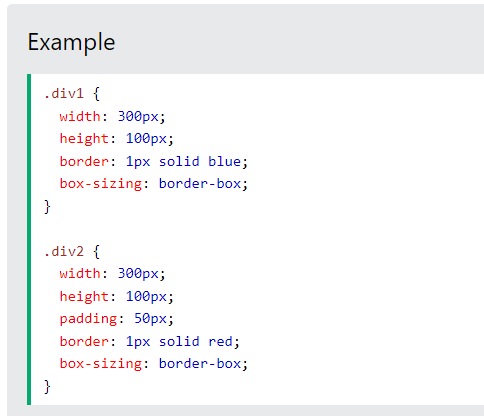 Example
.div1 {
  width: 300px;
  height: 100px;
  border: 1px solid blue;
  box-sizing: border-box;
}

.div2 {
  width: 300px;
  height: 100px;
  padding: 50px;
  border: 1px solid red;
  box-sizing: border-box;
}